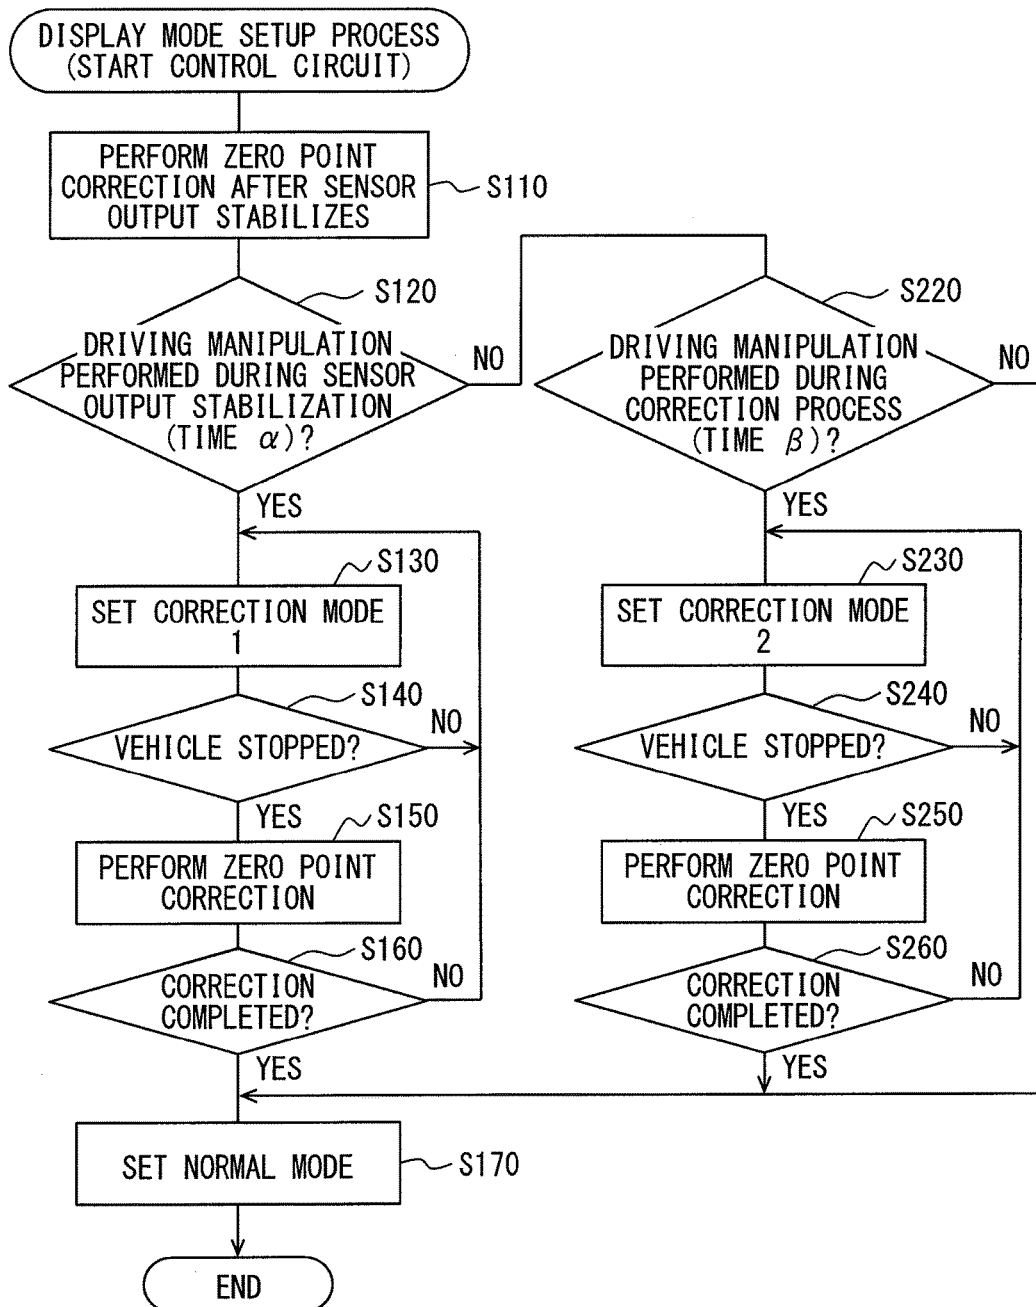 DISPLAY MODE SETUP PROCESS
(START CONTROL CIRCUIT)
PERFORM ZERO POINT
CORRECTION AFTER SENSOR
OUTPUT STABILIZES
S110
S120
DRIVING MANIPULATION
PERFORMED DURING SENSOR
OUTPUT STABILIZATION
(TIME α)?
NO
YES
S220
DRIVING MANIPULATION
PERFORMED DURING
CORRECTION PROCESS
(TIME β)?
NO
YES
S130
SET CORRECTION MODE
1
S140
VEHICLE STOPPED?
NO
YES
S150
PERFORM ZERO POINT
CORRECTION
S160
CORRECTION
COMPLETED?
NO
YES
S230
SET CORRECTION MODE
2
S240
VEHICLE STOPPED?
NO
YES
S250
PERFORM ZERO POINT
CORRECTION
S260
CORRECTION
COMPLETED?
NO
YES
SET NORMAL MODE
S170
END